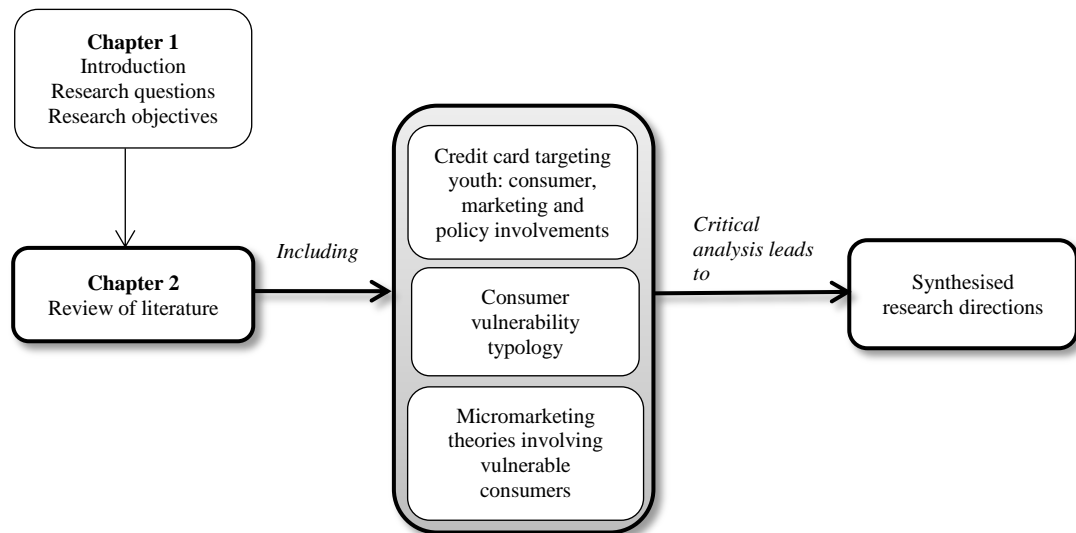 Chapter 1
Introduction
Research questions
Research objectives
Chapter 2
Review of literature
Including
Credit card targeting
youth: consumer,
marketing and
policy involvements
Consumer
vulnerability
typology
Micromarketing
theories involving
vulnerable
consumers
Critical
analysis leads
to
Synthesised
research directions